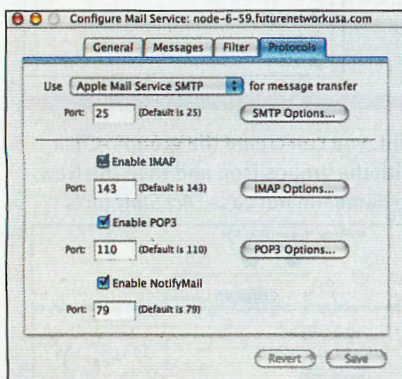 Configure Mail Service: node-6-59.futurenetworkusa.com
General Messages Filter Protocols
Use Apple Mail Service SMTP for message transfer
Port: 25 (Default is 25) SMTP Options...
Enable IMAP
Port: 143 (Default is 143) IMAP Options...
Enable POP3
Port: 110 (Default is 110) POP3 Options...
Enable NotifyMail
Port: 79 (Default is 79)
Revert Save